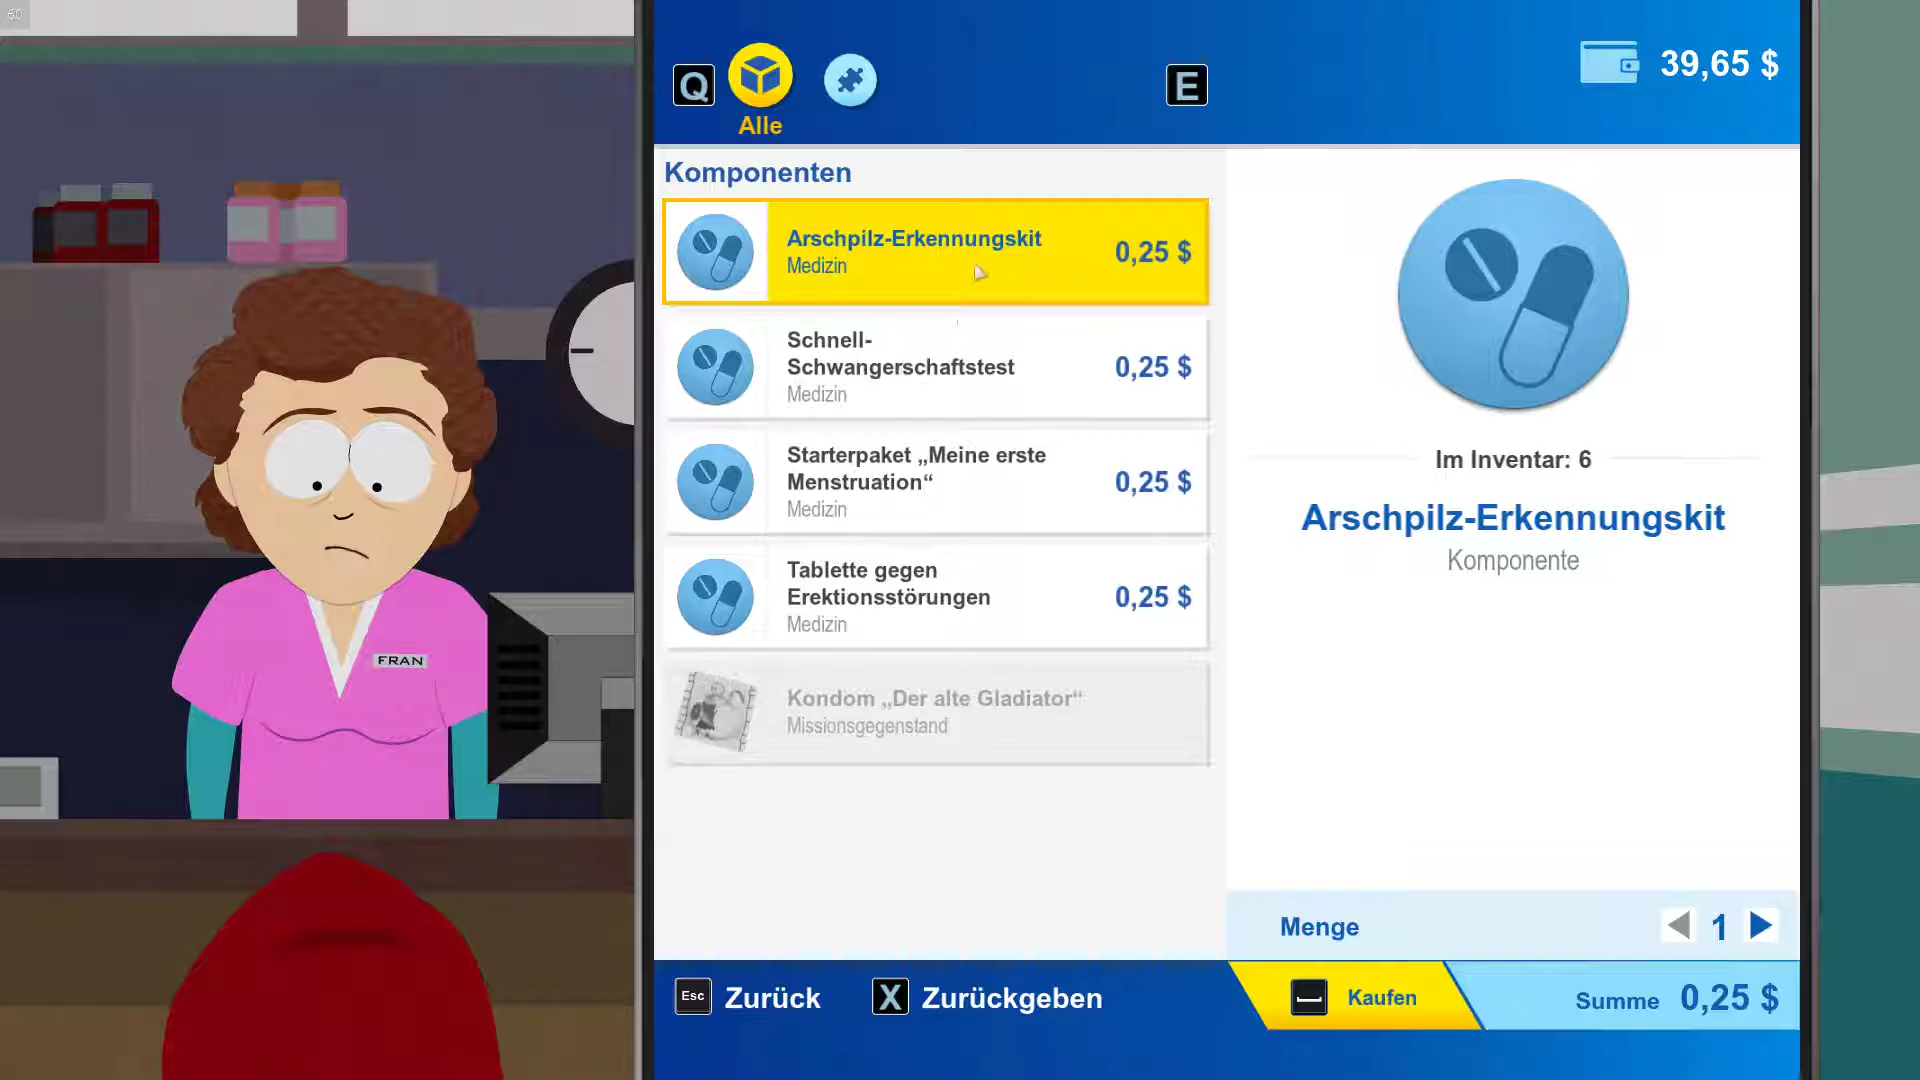 60
Q
E
39,65 $
Alle
Komponenten
Arschpilz-Erkennungskit
Medizin
0,25 $
Schnell-
Schwangerschaftstest
Medizin
0,25 $
Starterpaket „Meine erste
Menstruation“
Medizin
0,25 $
Tablette gegen
Erektionsstörungen
Medizin
0,25 $
Kondom „Der alte Gladiator“
Missionsgegenstand
Im Inventar: 6
Arschpilz-Erkennungskit
Komponente
Menge
1
Esc Zurück
X Zurückgeben
Kaufen
Summe 0,25 $
FRAN